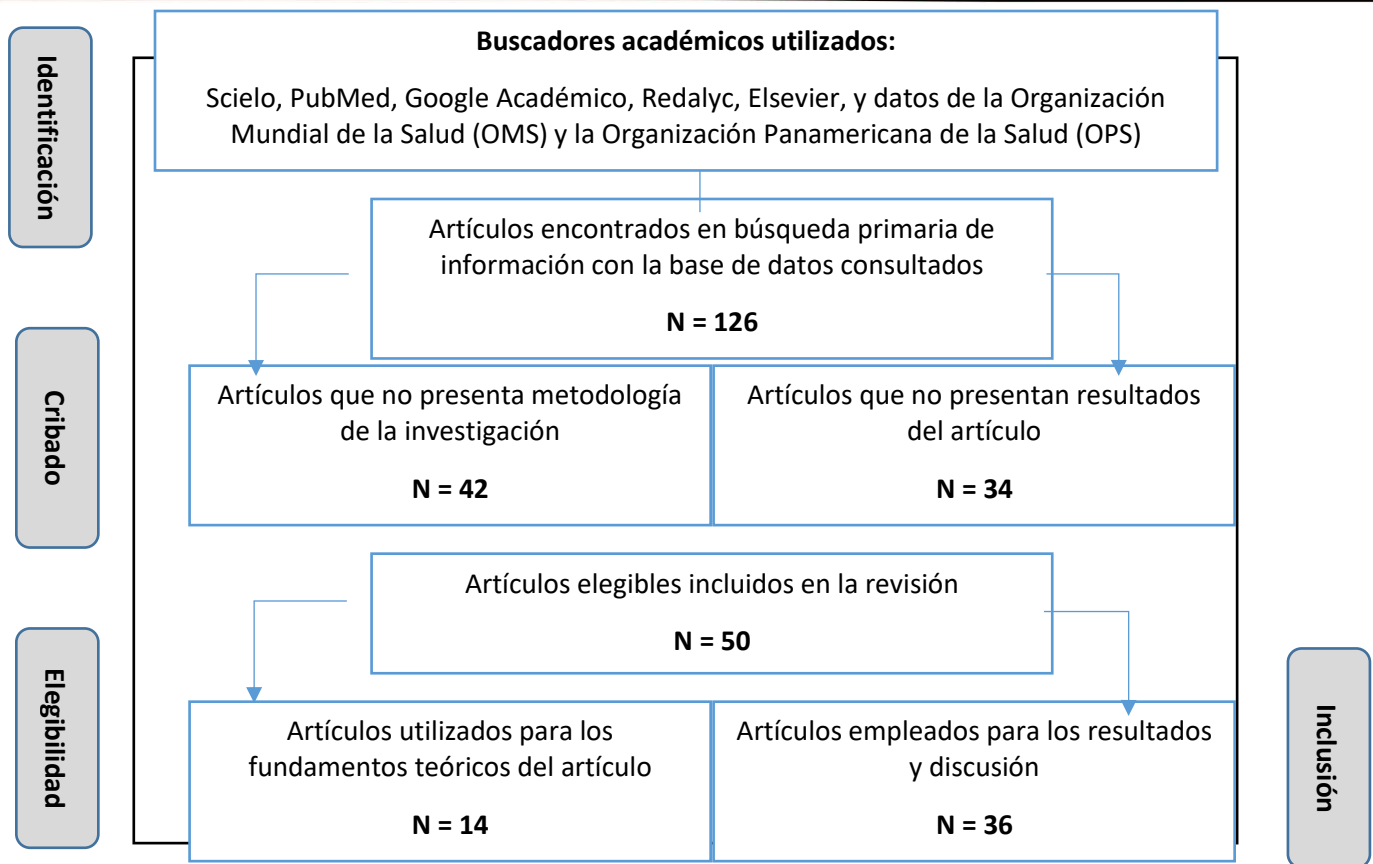 Identificación
Buscadores académicos utilizados:
Scielo, PubMed, Google Académico, Redalyc, Elsevier, y datos de la Organización
Mundial de la Salud (OMS) y la Organización Panamericana de la Salud (OPS)
Artículos encontrados en búsqueda primaria de
información con la base de datos consultados
N = 126
Cribado
Artículos que no presenta metodología
de la investigación
N = 42
Artículos que no presentan resultados
del artículo
N = 34
Elegibilidad
Artículos elegibles incluidos en la revisión
N = 50
Artículos utilizados para los
fundamentos teóricos del artículo
N = 14
Artículos empleados para los resultados
y discusión
N = 36
Inclusión